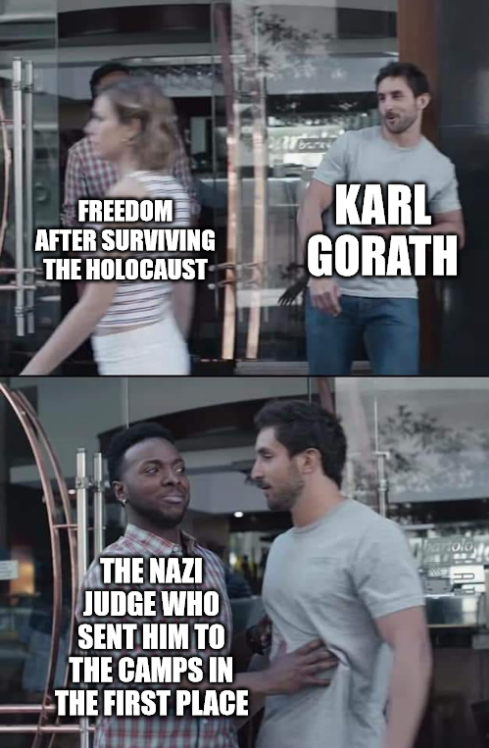 FREEDOM
AFTER SURVIVING
THE HOLOCAUST
KARL
GORATH
THE NAZI
JUDGE WHO
SENT HIM TO
THE CAMPS IN
THE FIRST PLACE
bartolo